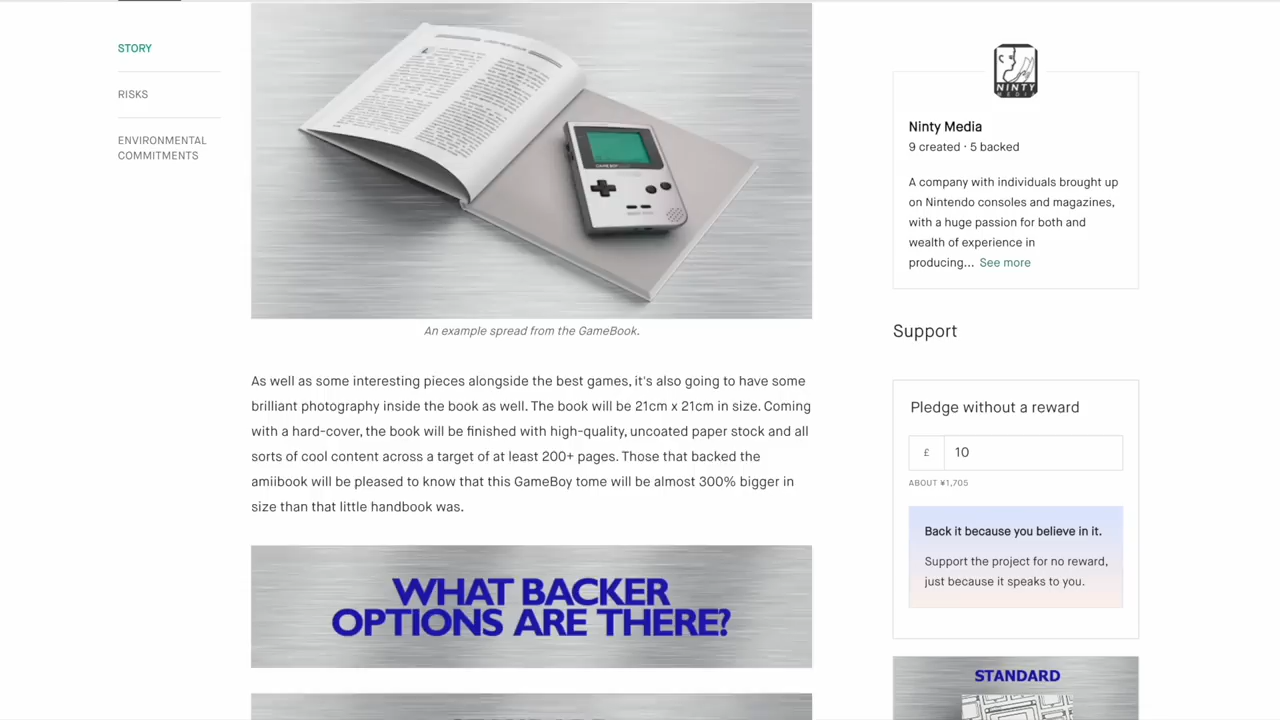 STORY
RISKS
ENVIRONMENTAL
COMMITMENTS
GAME BOY
An example spread from the GameBook.
As well as some interesting pieces alongside the best games, it's also going to have some
brilliant photography inside the book as well. The book will be 21cm x 21cm in size. Coming
with a hard-cover, the book will be finished with high-quality, uncoated paper stock and all
sorts of cool content across a target of at least 200+ pages. Those that backed the
amiibook will be pleased to know that this GameBoy tome will be almost 300% bigger in
size than that little handbook was.
WHAT BACKER
OPTIONS ARE THERE?
NINTY
MEDIA
Ninty Media
9 created · 5 backed
A company with individuals brought up
on Nintendo consoles and magazines,
with a huge passion for both and
wealth of experience in
producing... See more
Support
Pledge without a reward
£ 10
ABOUT ¥1,705
Back it because you believe in it.
Support the project for no reward,
just because it speaks to you.
STANDARD